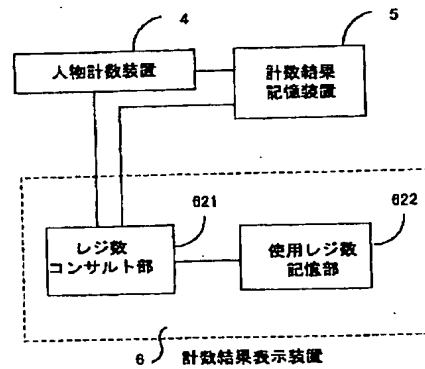 4
5
人物計数装置
計数結果
記憶装置
621
622
レジ数
コンサルト部
使用レジ数
記憶部
6 計数結果表示装置